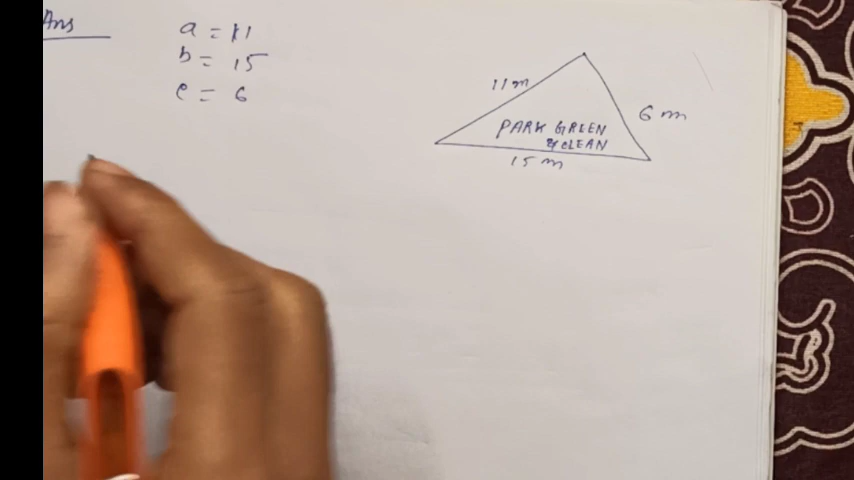 Ans
a = 11
b = 15
c = 6
11 m
6 m
PARK GREEN
& CLEAN
15 m